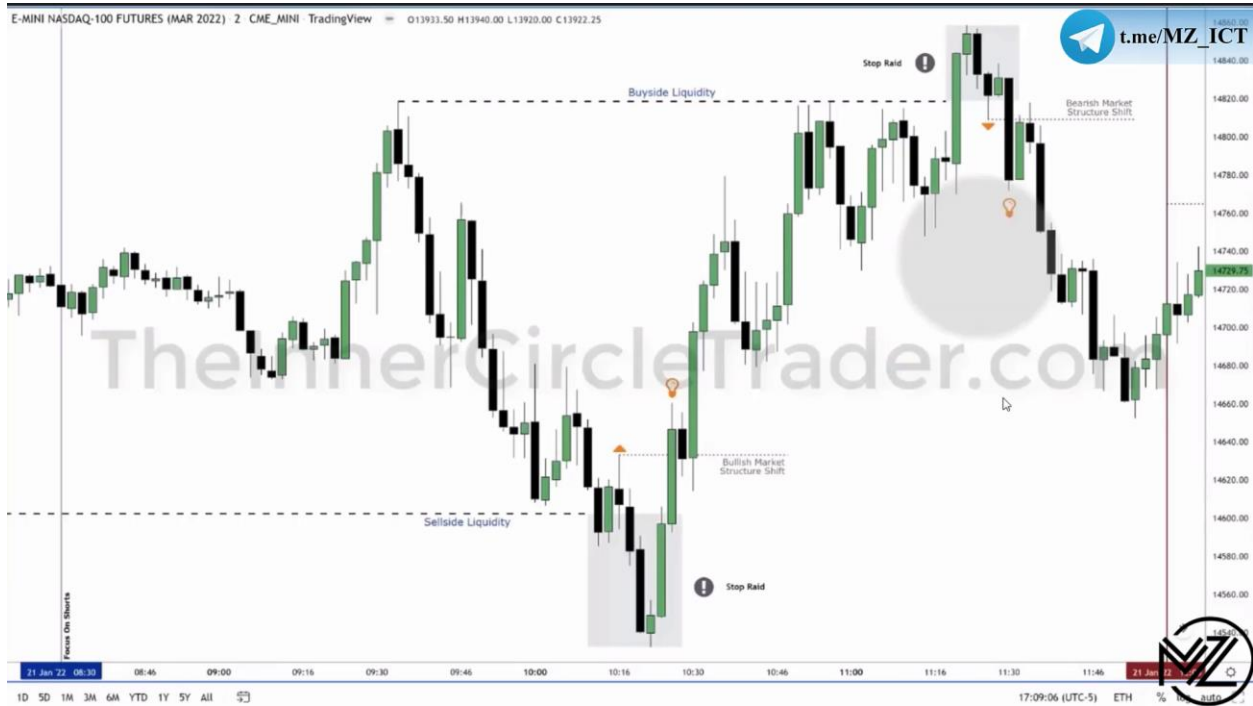 E-MINI NASDAQ-100 FUTURES (MAR 2022) · 2 · CME_MINI · TradingView O13933.50 H13940.00 L13920.00 C13922.25
t.me/MZ_ICT
14860.00
Stop Raid
14840.00
Buyside Liquidity
14820.00
Bearish Market
Structure Shift
14800.00
14780.00
14760.00
14740.00
14729.75
14720.00
14700.00
TheInnerCircleTrader.com
14680.00
14660.00
14640.00
Bullish Market
Structure Shift
14620.00
14600.00
Sellside Liquidity
14580.00
Stop Raid
14560.00
Focus On Shorts
14540.00
MZ
21 Jan '22 08:30 08:46 09:00 09:16 09:30 09:46 10:00 10:16 10:30 10:46 11:00 11:16 11:30 11:46 21 Jan
1D 5D 1M 3M 6M YTD 1Y 5Y All 17:09:06 (UTC-5) ETH % log auto